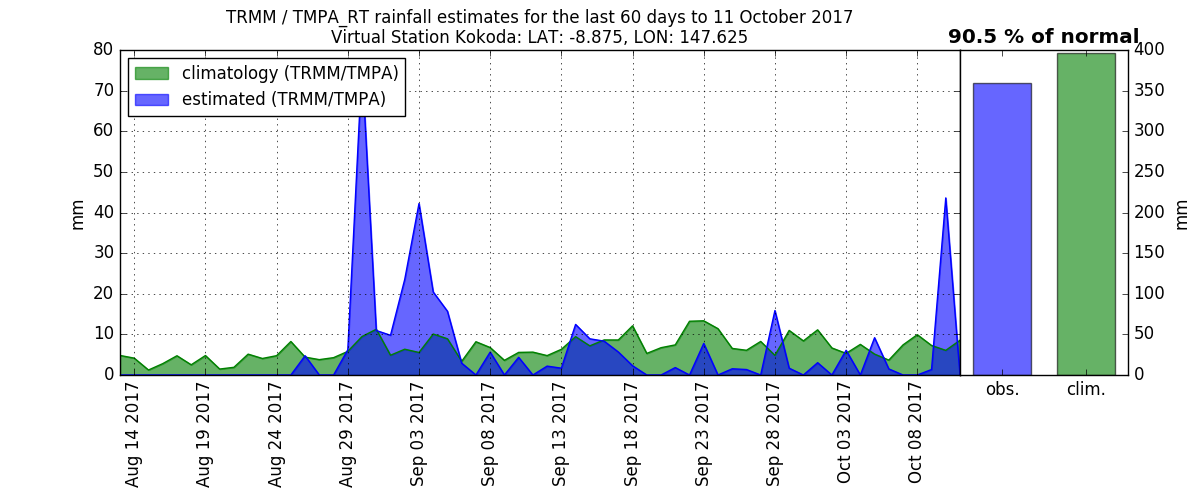 TRMM / TMPA_RT rainfall estimates for the last 60 days to 11 October 2017
Virtual Station Kokoda: LAT: -8.875, LON: 147.625
90.5 % of normal
climatology (TRMM/TMPA)
estimated (TRMM/TMPA)
80
70
60
50
40
30
20
10
0
mm
400
350
300
250
200
150
100
50
0
mm
Aug 14 2017
Aug 19 2017
Aug 24 2017
Aug 29 2017
Sep 03 2017
Sep 08 2017
Sep 13 2017
Sep 18 2017
Sep 23 2017
Sep 28 2017
Oct 03 2017
Oct 08 2017
obs.
clim.